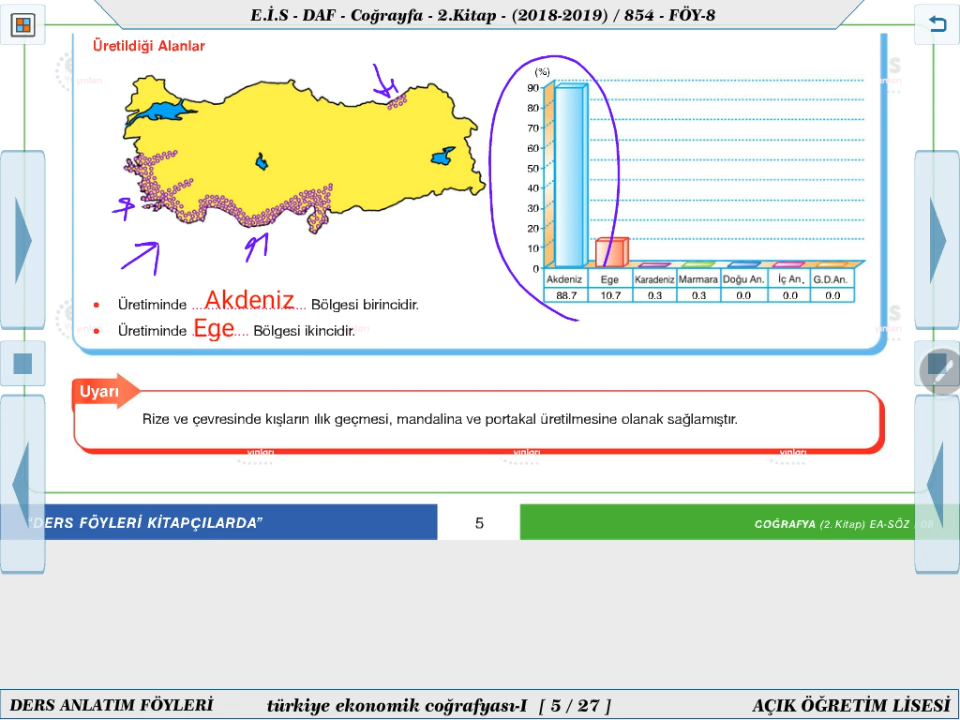 E.İ.S - DAF - Coğrayfa - 2.Kitap - (2018-2019) / 854 - FÖY-8
Üretildiği Alanlar
(%)
90
80
70
60
50
40
30
20
10
0
Akdeniz Ege Karadeniz Marmara Doğu An. İç An. G.D.An.
88.7 10.7 0.3 0.3 0.0 0.0 0.0
• Üretiminde Akdeniz Bölgesi birincidir.
• Üretiminde Ege Bölgesi ikincidir.
Uyarı
Rize ve çevresinde kışların ılık geçmesi, mandalina ve portakal üretilmesine olanak sağlamıştır.
yınları yınları yınları
"DERS FÖYLERİ KİTAPÇILARDA" 5 COĞRAFYA (2. Kitap) EA-SÖZ
DERS ANLATIM FÖYLERİ türkiye ekonomik coğrafyası-I [ 5 / 27 ] AÇIK ÖĞRETİM LİSESİ